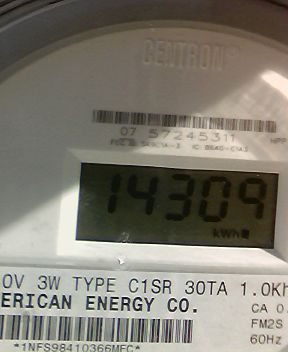 CENTRON®
07 57245311
14309
kWh
0V 3W TYPE C1SR 30TA 1.0Kh
ERICAN ENERGY CO.
CA 0.
FM2S
60Hz
*1NFS98410366MFC*